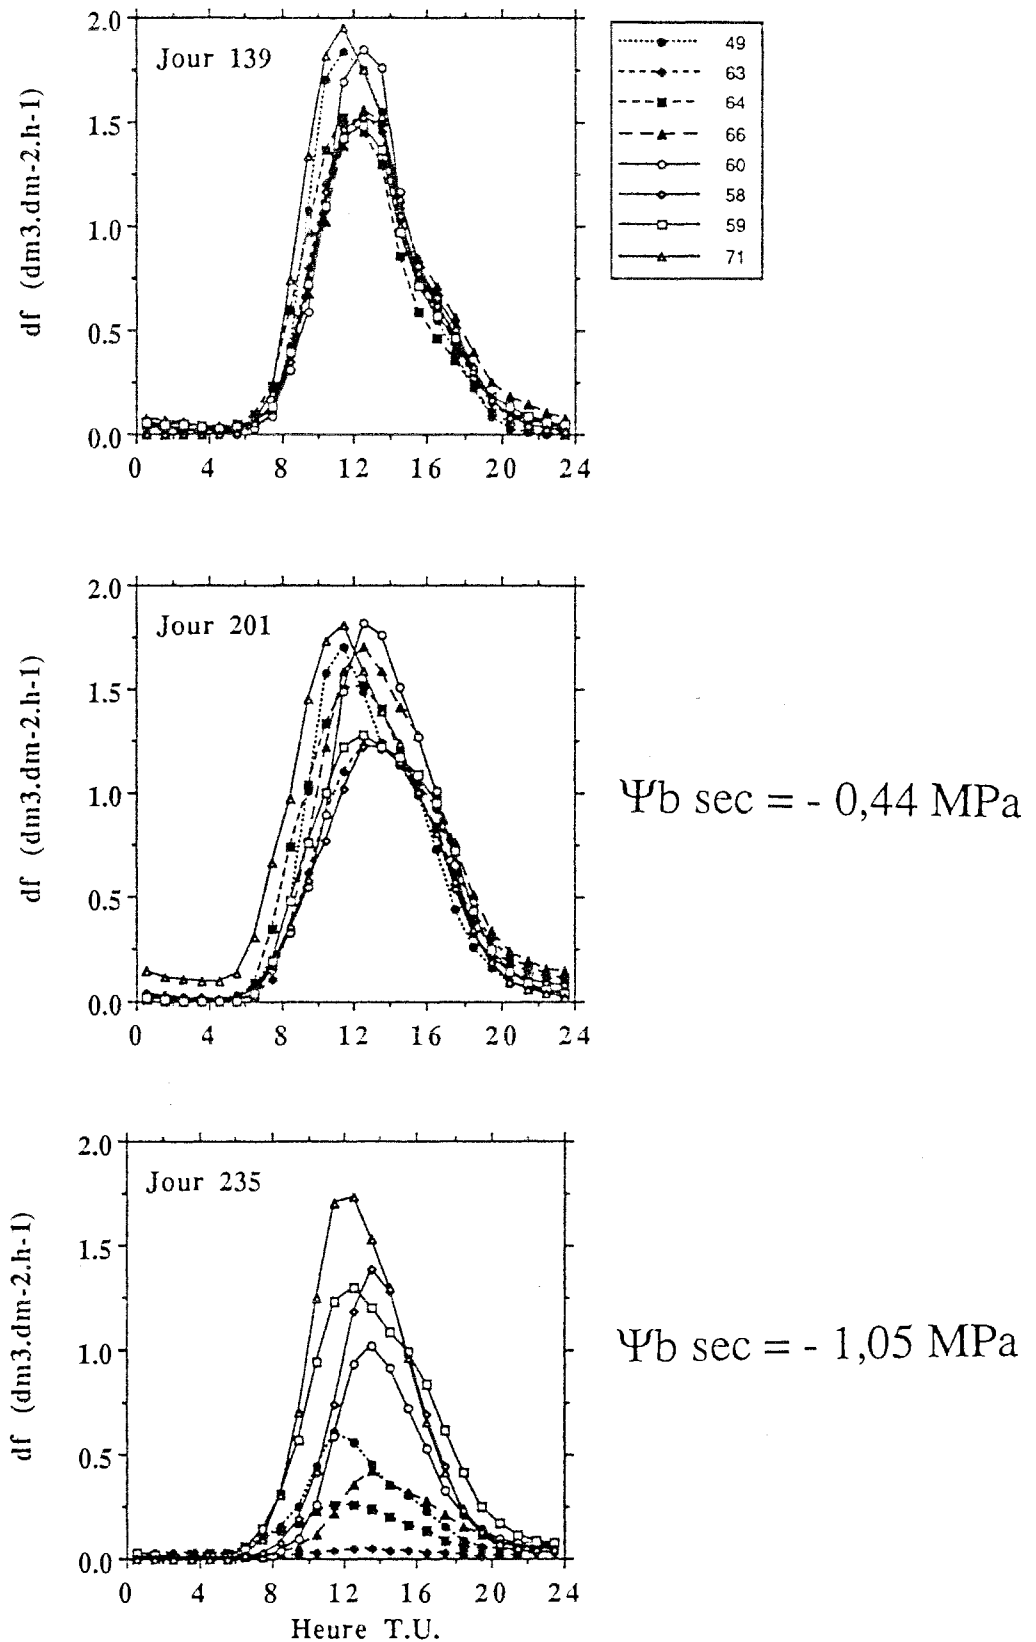 2.0
Jour 139
1.5
1.0
0.5
0.0
0 4 8 12 16 20 24
df (dm3.dm-2.h-1)
49
63
64
66
60
58
59
71
2.0
Jour 201
1.5
1.0
0.5
0.0
0 4 8 12 16 20 24
df (dm3.dm-2.h-1)
Ψb sec = - 0,44 MPa
2.0
Jour 235
1.5
1.0
0.5
0.0
0 4 8 12 16 20 24
df (dm3.dm-2.h-1)
Heure T.U.
Ψb sec = - 1,05 MPa